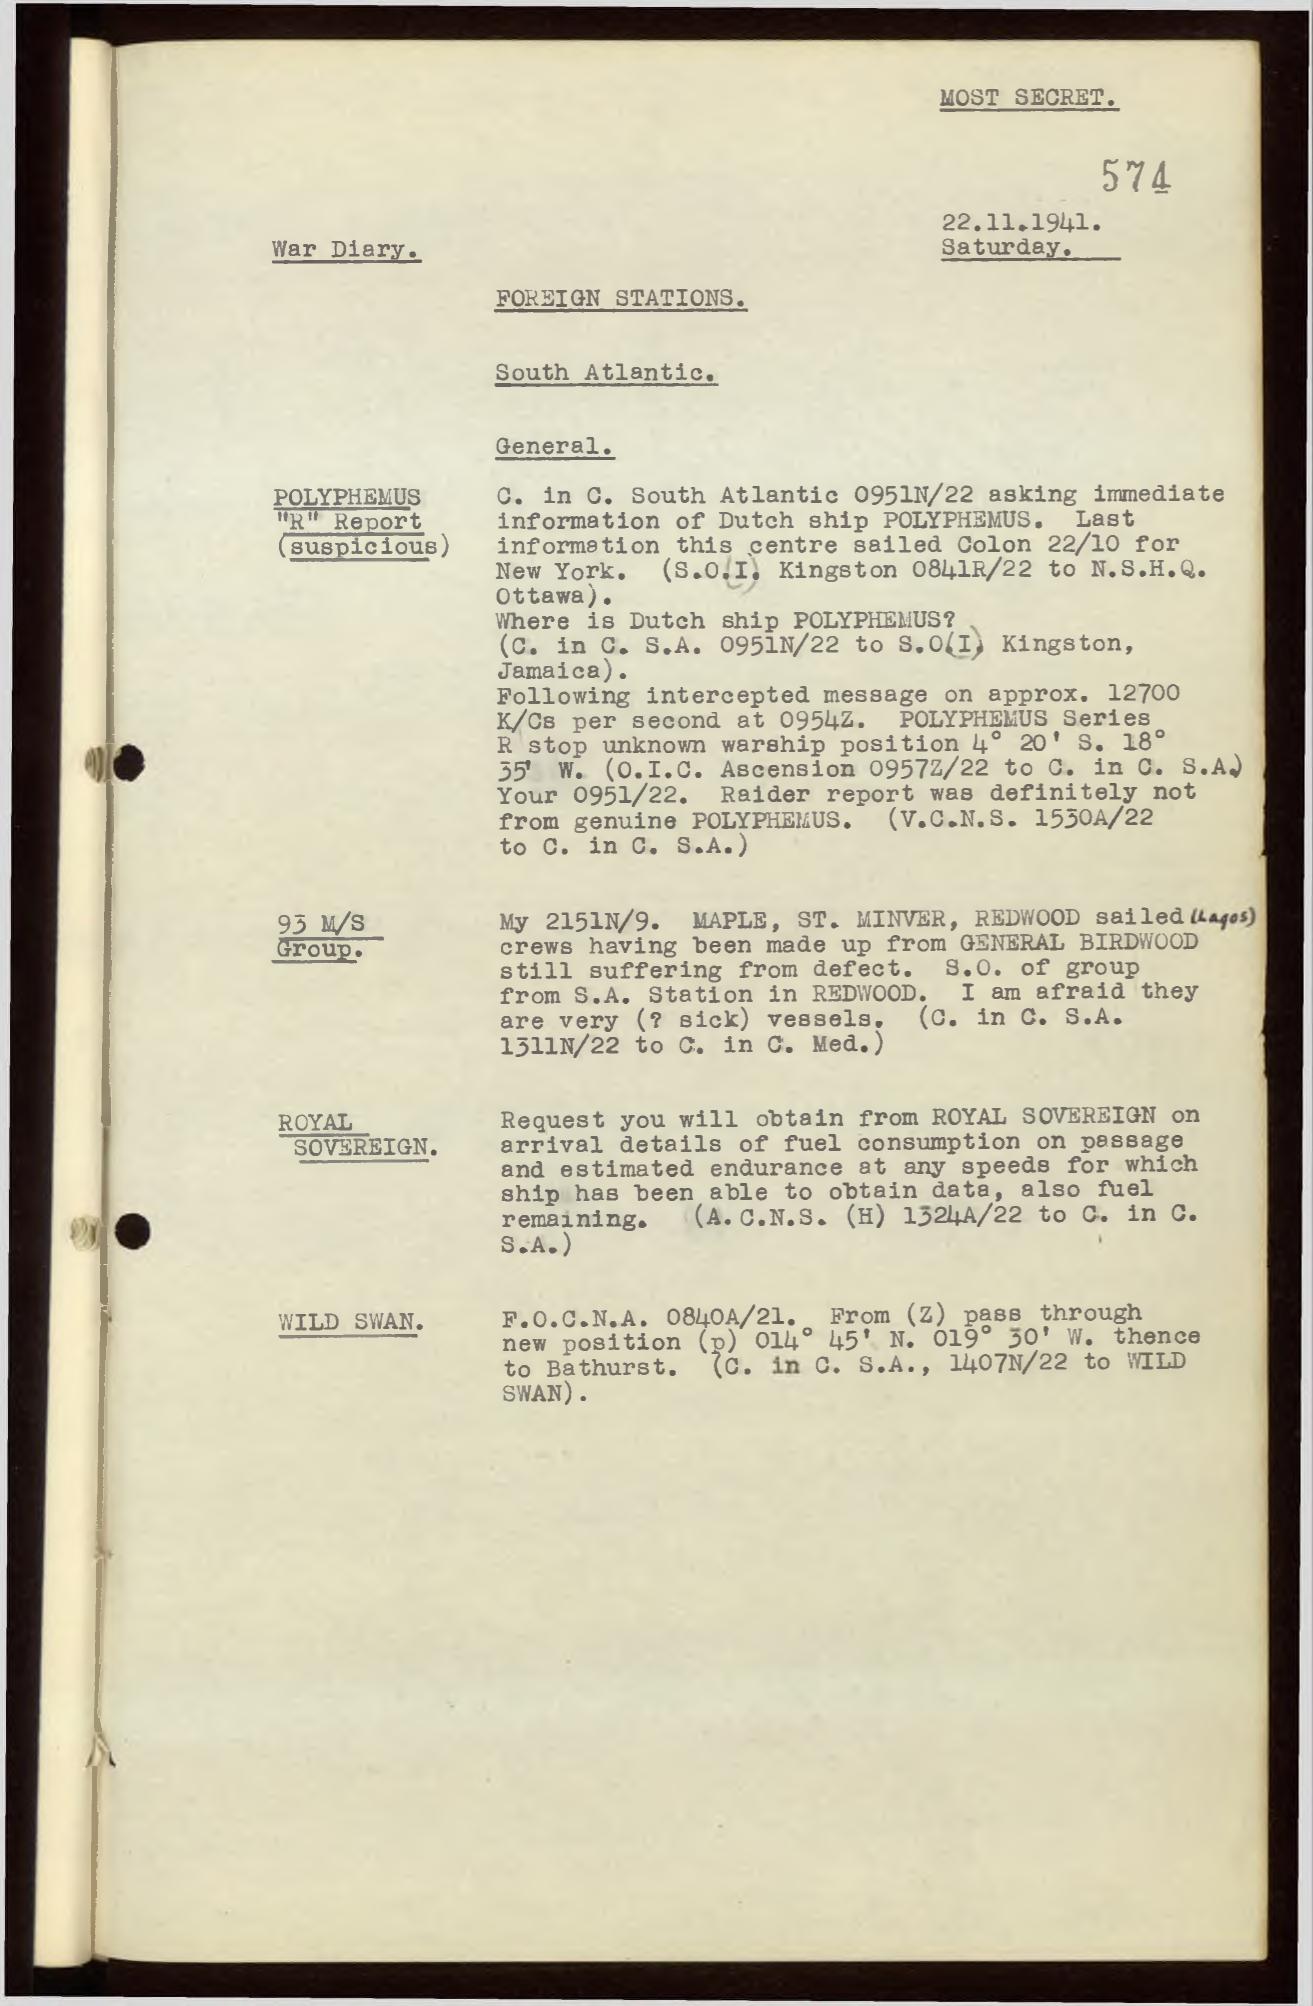 MOST SECRET.
574
22.11.1941.
Saturday.
War Diary.
FOREIGN STATIONS.
South Atlantic.
General.
POLYPHEMUS
"R" Report
(suspicious)
C. in C. South Atlantic 0951N/22 asking immediate
information of Dutch ship POLYPHEMUS. Last
information this centre sailed Colon 22/10 for
New York. (S.O.(I) Kingston 0841R/22 to N.S.H.Q.
Ottawa).
Where is Dutch ship POLYPHEMUS?
(C. in C. S.A. 0951N/22 to S.O(I) Kingston,
Jamaica).
Following intercepted message on approx. 12700
K/Cs per second at 0954Z. POLYPHEMUS Series
R stop unknown warship position 4° 20' S. 18°
35' W. (O.I.C. Ascension 0957Z/22 to C. in C. S.A.)
Your 0951/22. Raider report was definitely not
from genuine POLYPHEMUS. (V.C.N.S. 1530A/22
to C. in C. S.A.)
93 M/S
Group.
My 2151N/9. MAPLE, ST. MINVER, REDWOOD sailed (Lagos)
crews having been made up from GENERAL BIRDWOOD
still suffering from defect. S.O. of group
from S.A. Station in REDWOOD. I am afraid they
are very (? sick) vessels. (C. in C. S.A.
1311N/22 to C. in C. Med.)
ROYAL
SOVEREIGN.
Request you will obtain from ROYAL SOVEREIGN on
arrival details of fuel consumption on passage
and estimated endurance at any speeds for which
ship has been able to obtain data, also fuel
remaining. (A.C.N.S. (H) 1324A/22 to C. in C.
S.A.)
WILD SWAN.
F.O.C.N.A. 0840A/21. From (Z) pass through
new position (p) 014° 45' N. 019° 30' W. thence
to Bathurst. (C. in C. S.A., 1407N/22 to WILD
SWAN).